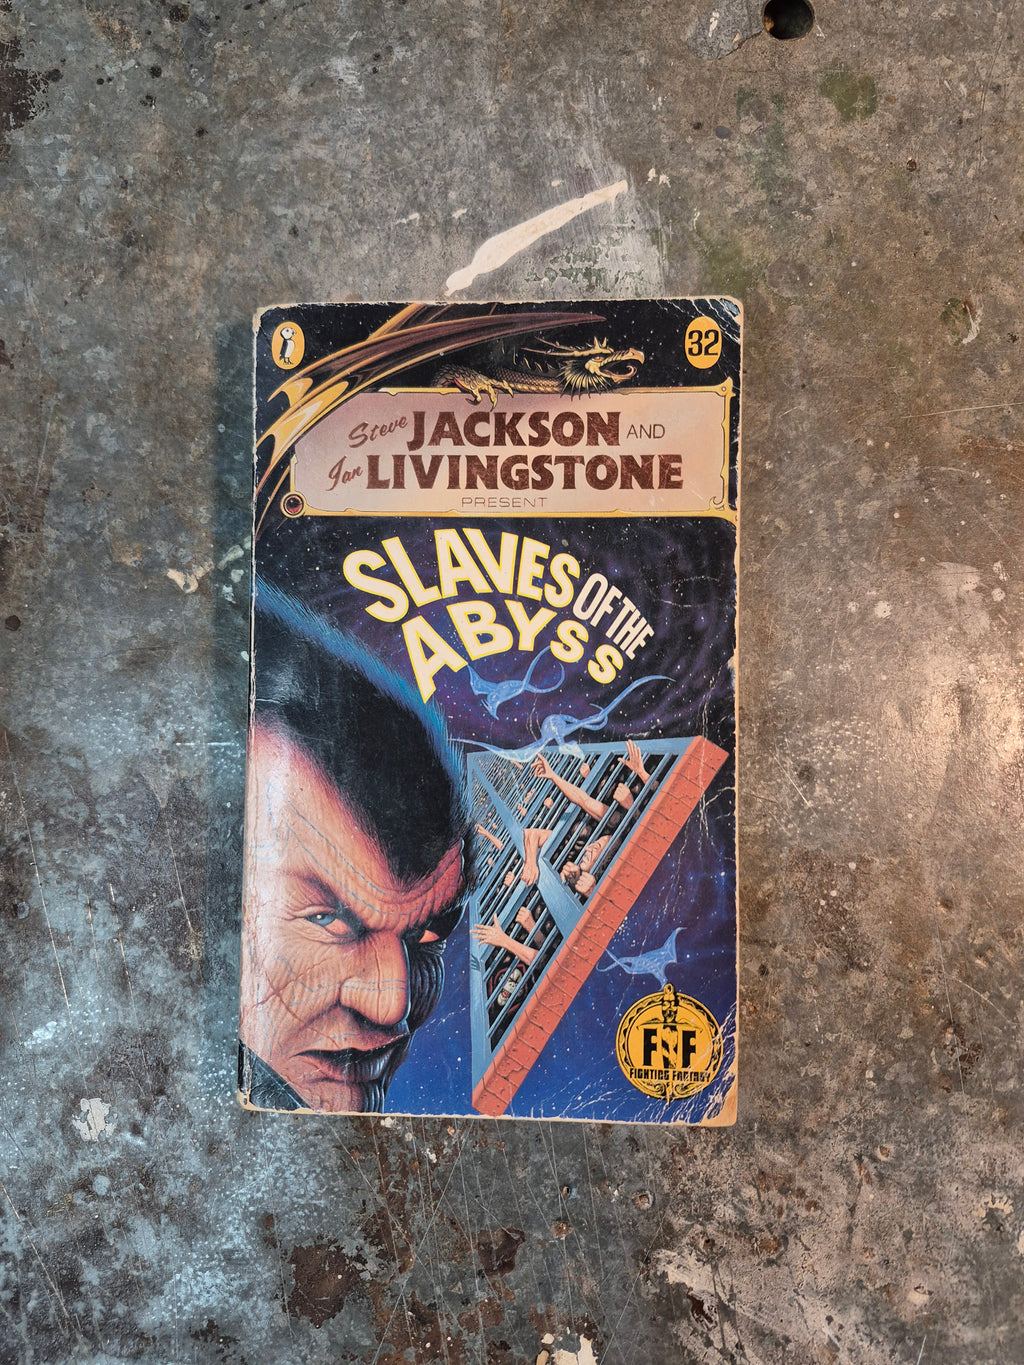 32
Steve JACKSON AND
Ian LIVINGSTONE
PRESENT
SLAVES OF THE
ABYSS
FF
FIGHTING FANTASY